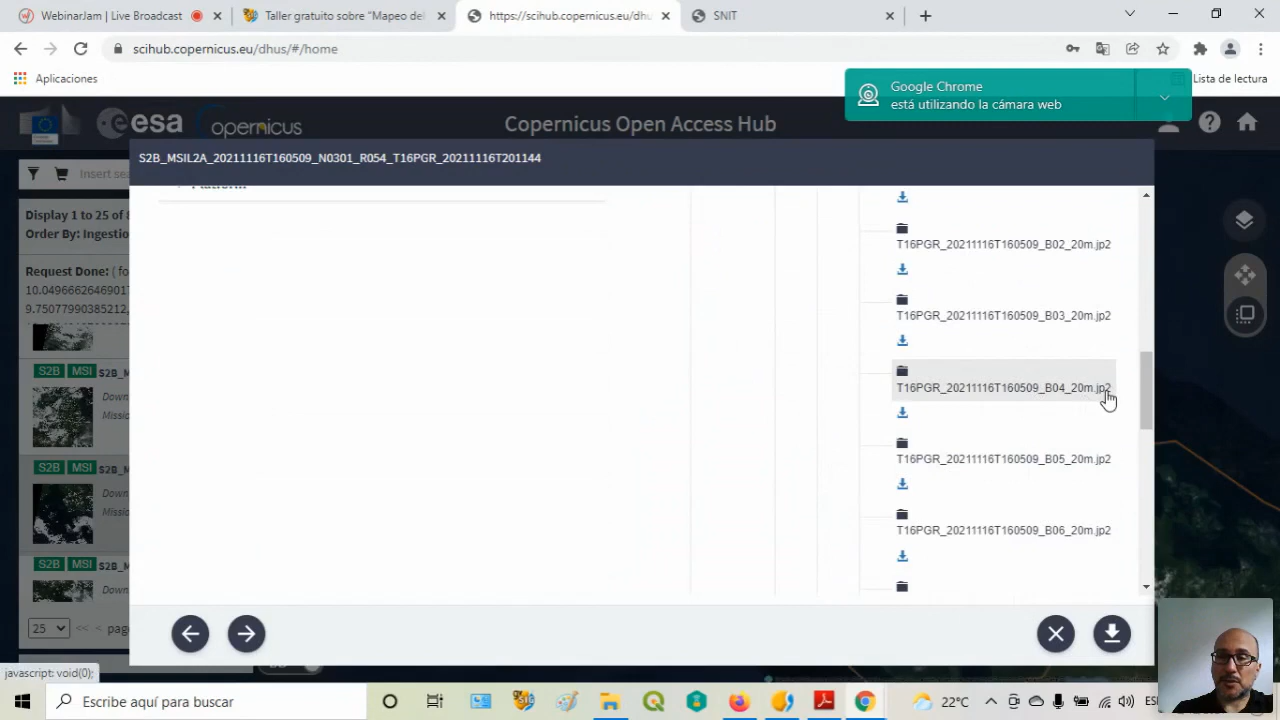 WebinarJam | Live Broadcast
Taller gratuito sobre “Mapeo del
https://scihub.copernicus.eu/dhu
SNIT
scihub.copernicus.eu/dhus/#/home
Aplicaciones
Lista de lectura
Google Chrome
está utilizando la cámara web
esa
opernicus
Copernicus Open Access Hub
S2B_MSIL2A_20211116T160509_N0301_R054_T16PGR_20211116T201144
Insert sea
Display 1 to 25 of
Order By: Ingestio
Request Done: ( fo
10.0496662646901
9.75077990385212,
S2B MSI S2B_M
Down
Missio
S2B MSI S2B_M
Down
Missio
S2B MSI S2B_M
Down
25 << < pag
T16PGR_20211116T160509_B02_20m.jp2
T16PGR_20211116T160509_B03_20m.jp2
T16PGR_20211116T160509_B04_20m.jp2
T16PGR_20211116T160509_B05_20m.jp2
T16PGR_20211116T160509_B06_20m.jp2
javascript: void(0);
Escribe aquí para buscar
22°C